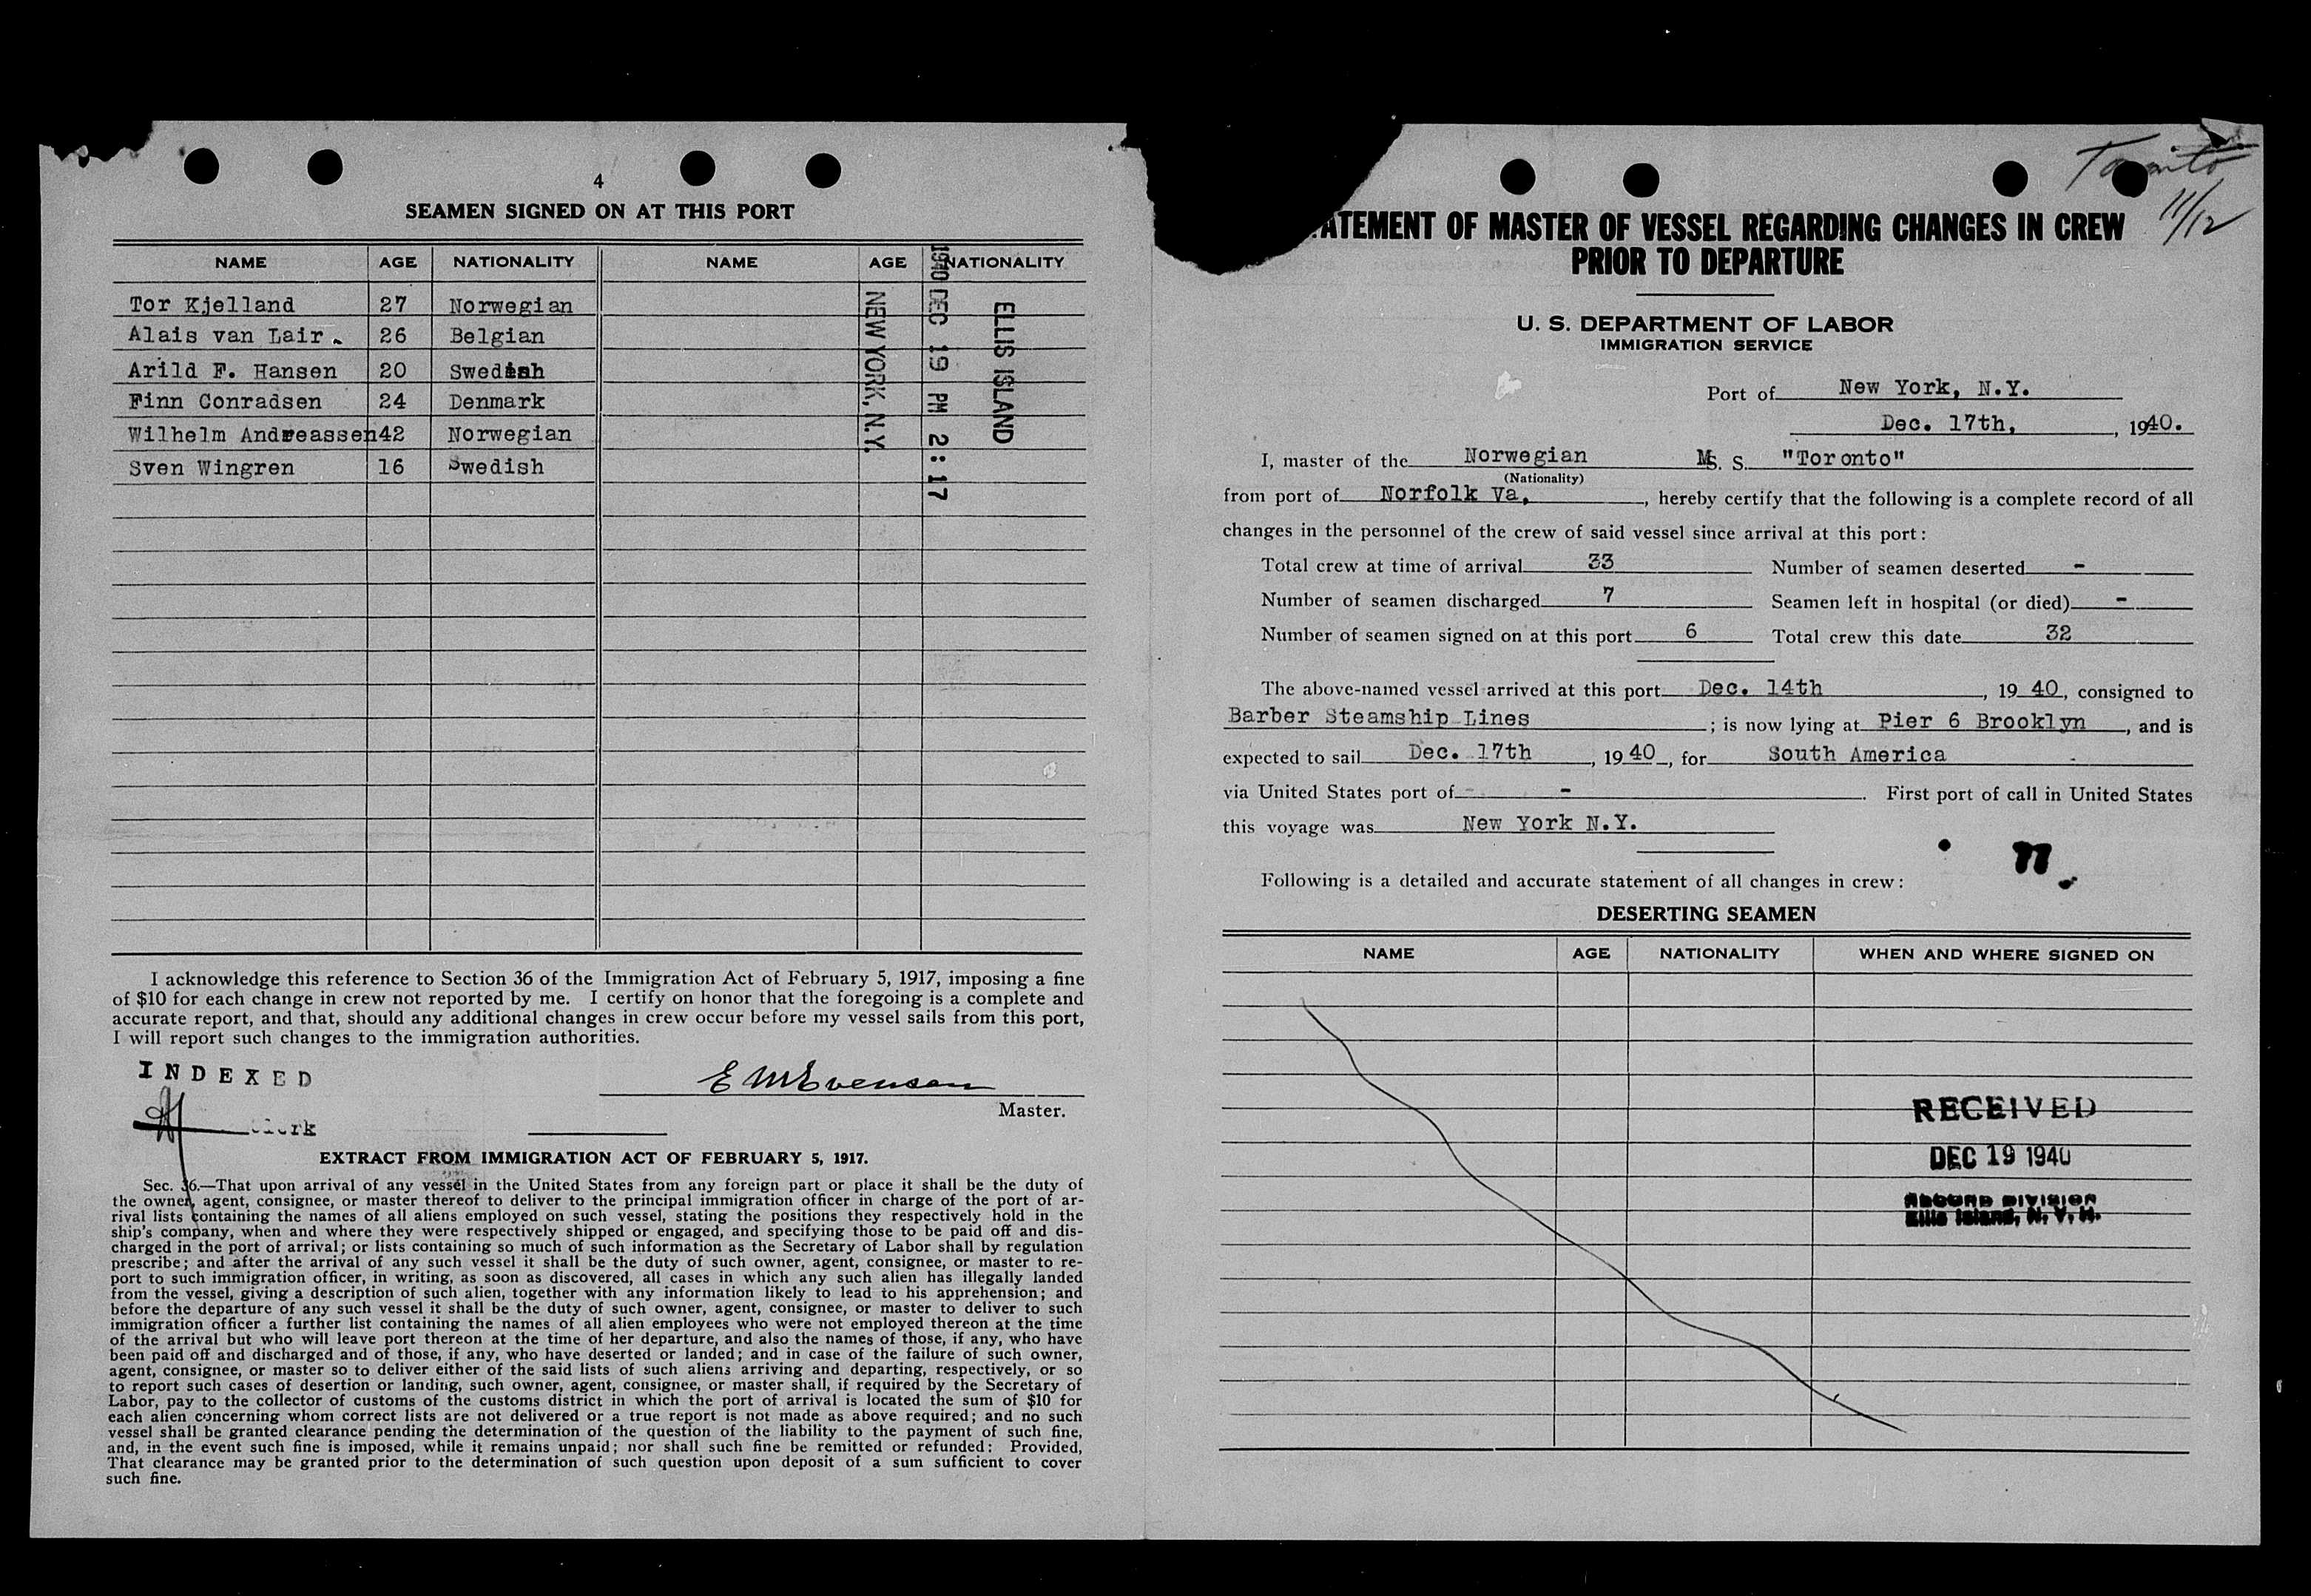 4
SEAMEN SIGNED ON AT THIS PORT
NAME AGE NATIONALITY NAME AGE NATIONALITY
Tor Kjelland 27 Norwegian
Alais van Lair. 26 Belgian
Arild F. Hansen 20 Swedish
Finn Conradsen 24 Denmark
Wilhelm Andreassen 42 Norwegian
Sven Wingren 16 Swedish
NEW YORK, N.Y.
1940 DEC 19 PM 2:17
ELLIS ISLAND
I acknowledge this reference to Section 36 of the Immigration Act of February 5, 1917, imposing a fine
of $10 for each change in crew not reported by me. I certify on honor that the foregoing is a complete and
accurate report, and that, should any additional changes in crew occur before my vessel sails from this port,
I will report such changes to the immigration authorities.
INDEXED
E M Evensen
Master.
EXTRACT FROM IMMIGRATION ACT OF FEBRUARY 5, 1917.
Sec. 36.—That upon arrival of any vessel in the United States from any foreign part or place it shall be the duty of
the owner, agent, consignee, or master thereof to deliver to the principal immigration officer in charge of the port of ar-
rival lists containing the names of all aliens employed on such vessel, stating the positions they respectively hold in the
ship's company, when and where they were respectively shipped or engaged, and specifying those to be paid off and dis-
charged in the port of arrival; or lists containing so much of such information as the Secretary of Labor shall by regulation
prescribe; and after the arrival of any such vessel it shall be the duty of such owner, agent, consignee, or master to re-
port to such immigration officer, in writing, as soon as discovered, all cases in which any such alien has illegally landed
from the vessel, giving a description of such alien, together with any information likely to lead to his apprehension; and
before the departure of any such vessel it shall be the duty of such owner, agent, consignee, or master to deliver to such
immigration officer a further list containing the names of all alien employees who were not employed thereon at the time
of the arrival but who will leave port thereon at the time of her departure, and also the names of those, if any, who have
been paid off and discharged and of those, if any, who have deserted or landed; and in case of the failure of such owner,
agent, consignee, or master so to deliver either of the said lists of such aliens arriving and departing, respectively, or so
to report such cases of desertion or landing, such owner, agent, consignee, or master shall, if required by the Secretary of
Labor, pay to the collector of customs of the customs district in which the port of arrival is located the sum of $10 for
each alien concerning whom correct lists are not delivered or a true report is not made as above required; and no such
vessel shall be granted clearance pending the determination of the question of the liability to the payment of such fine,
and, in the event such fine is imposed, while it remains unpaid; nor shall such fine be remitted or refunded: Provided,
That clearance may be granted prior to the determination of such question upon deposit of a sum sufficient to cover
such fine.
Toronto
11/12
ATEMENT OF MASTER OF VESSEL REGARDING CHANGES IN CREW
PRIOR TO DEPARTURE
U. S. DEPARTMENT OF LABOR
IMMIGRATION SERVICE
Port of New York, N.Y.
Dec. 17th, , 1940.
I, master of the Norwegian M. S. "Toronto"
(Nationality)
from port of Norfolk Va. , hereby certify that the following is a complete record of all
changes in the personnel of the crew of said vessel since arrival at this port:
Total crew at time of arrival 33 Number of seamen deserted -
Number of seamen discharged 7 Seamen left in hospital (or died) -
Number of seamen signed on at this port 6 Total crew this date 32
The above-named vessel arrived at this port Dec. 14th , 19 40, consigned to
Barber Steamship Lines ; is now lying at Pier 6 Brooklyn , and is
expected to sail Dec. 17th , 19 40 , for South America
via United States port of - . First port of call in United States
this voyage was New York N.Y.
Following is a detailed and accurate statement of all changes in crew:
DESERTING SEAMEN
NAME AGE NATIONALITY WHEN AND WHERE SIGNED ON
RECEIVED
DEC 19 1940
RECORD DIVISION
Ellis Island, N. Y. H.